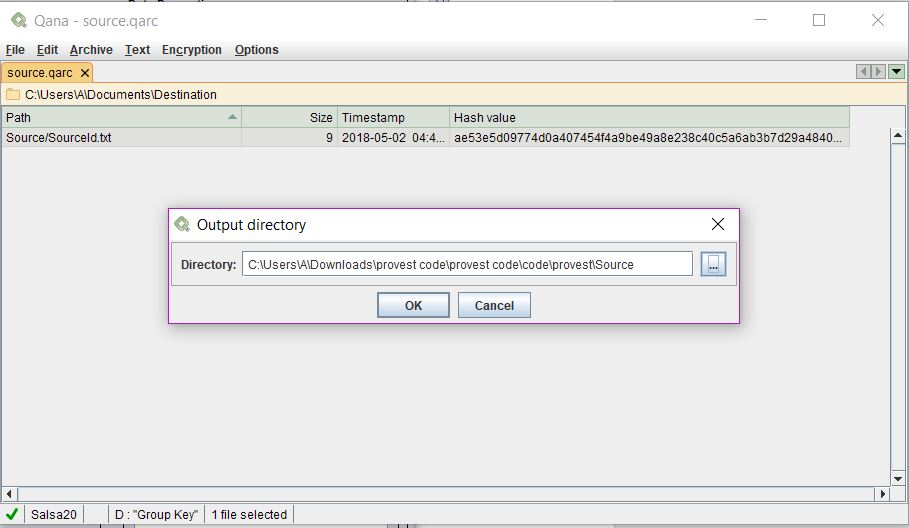 Qana - source.qarc
File Edit Archive Text Encryption Options
source.qarc
C:\Users\A\Documents\Destination
Path Size Timestamp Hash value
Source/SourceId.txt 9 2018-05-02 04:4... ae53e5d09774d0a407454f4a9be49a8e238c40c5a6ab3b7d29a4840...
Output directory
Directory: C:\Users\A\Downloads\provest code\provest code\code\provest\Source ...
OK Cancel
Salsa20 D : "Group Key" 1 file selected